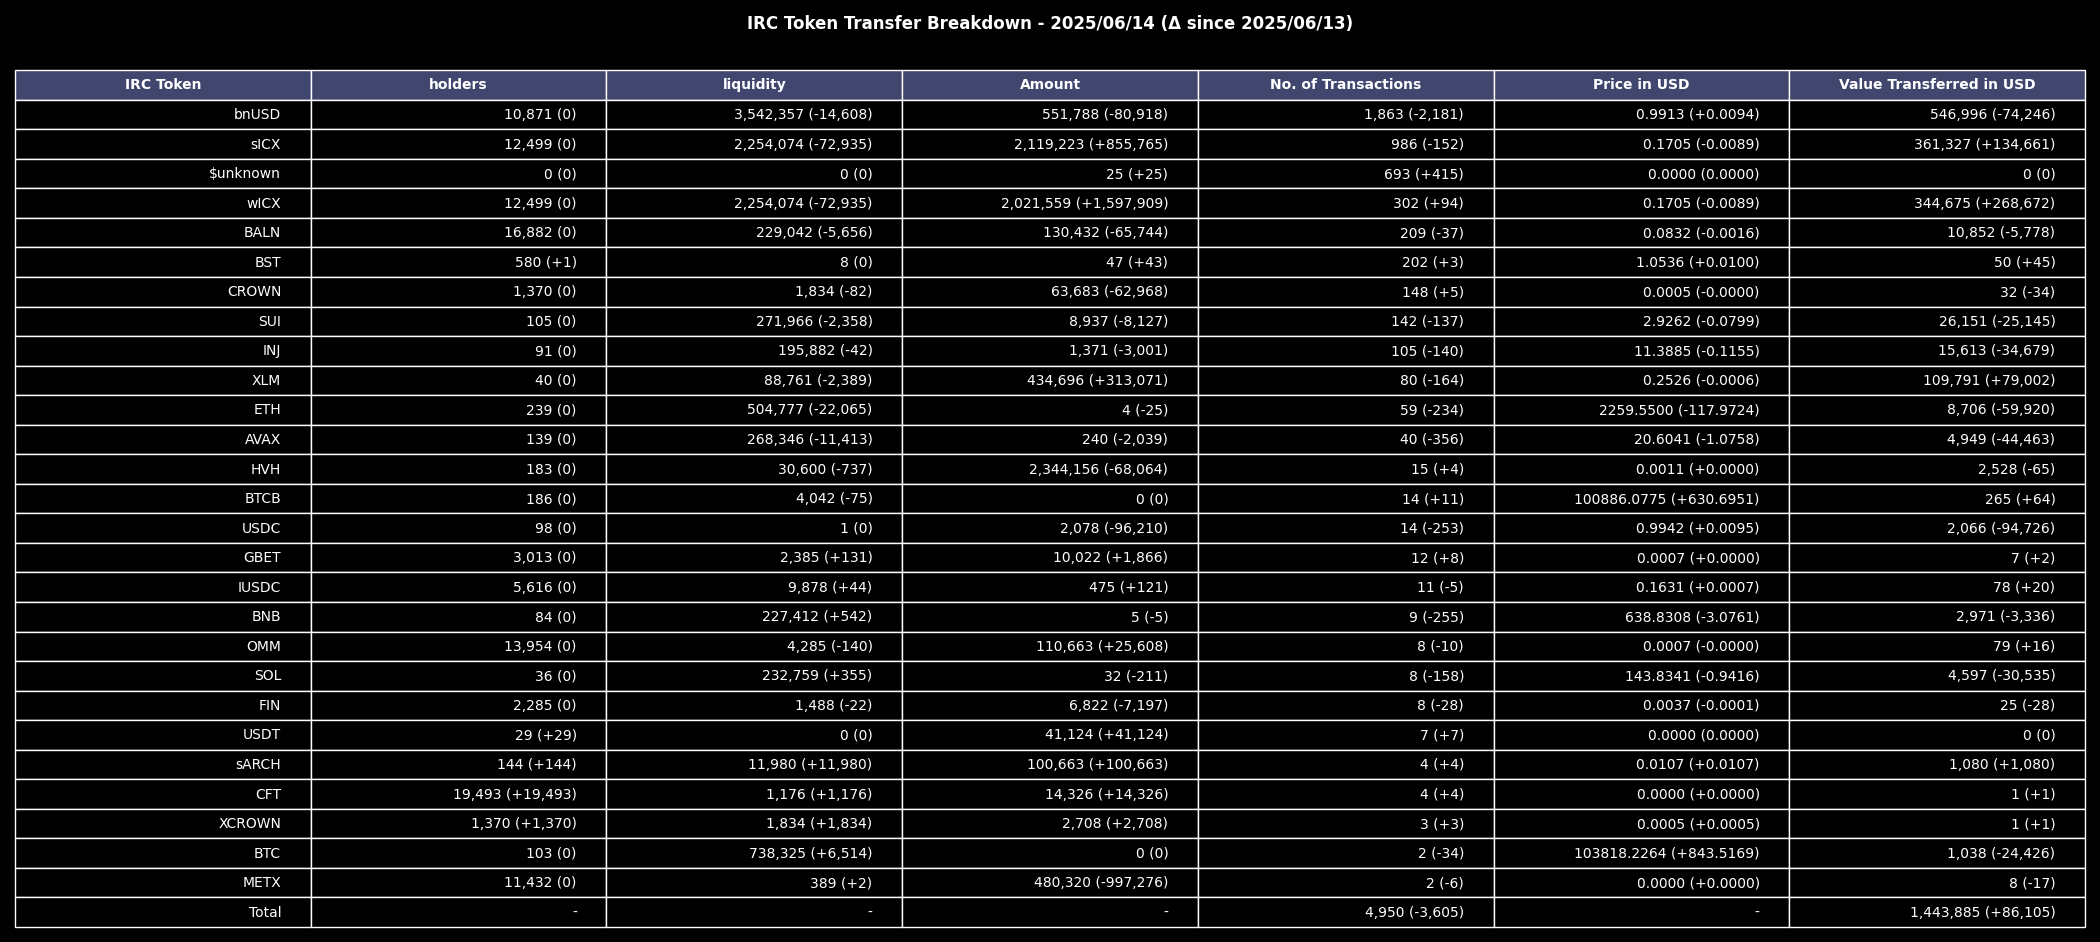 IRC Token Transfer Breakdown - 2025/06/14 (Δ since 2025/06/13)
IRC Token holders liquidity Amount No. of Transactions Price in USD Value Transferred in USD
bnUSD 10,871 (0) 3,542,357 (-14,608) 551,788 (-80,918) 1,863 (-2,181) 0.9913 (+0.0094) 546,996 (-74,246)
sICX 12,499 (0) 2,254,074 (-72,935) 2,119,223 (+855,765) 986 (-152) 0.1705 (-0.0089) 361,327 (+134,661)
$unknown 0 (0) 0 (0) 25 (+25) 693 (+415) 0.0000 (0.0000) 0 (0)
wICX 12,499 (0) 2,254,074 (-72,935) 2,021,559 (+1,597,909) 302 (+94) 0.1705 (-0.0089) 344,675 (+268,672)
BALN 16,882 (0) 229,042 (-5,656) 130,432 (-65,744) 209 (-37) 0.0832 (-0.0016) 10,852 (-5,778)
BST 580 (+1) 8 (0) 47 (+43) 202 (+3) 1.0536 (+0.0100) 50 (+45)
CROWN 1,370 (0) 1,834 (-82) 63,683 (-62,968) 148 (+5) 0.0005 (-0.0000) 32 (-34)
SUI 105 (0) 271,966 (-2,358) 8,937 (-8,127) 142 (-137) 2.9262 (-0.0799) 26,151 (-25,145)
INJ 91 (0) 195,882 (-42) 1,371 (-3,001) 105 (-140) 11.3885 (-0.1155) 15,613 (-34,679)
XLM 40 (0) 88,761 (-2,389) 434,696 (+313,071) 80 (-164) 0.2526 (-0.0006) 109,791 (+79,002)
ETH 239 (0) 504,777 (-22,065) 4 (-25) 59 (-234) 2259.5500 (-117.9724) 8,706 (-59,920)
AVAX 139 (0) 268,346 (-11,413) 240 (-2,039) 40 (-356) 20.6041 (-1.0758) 4,949 (-44,463)
HVH 183 (0) 30,600 (-737) 2,344,156 (-68,064) 15 (+4) 0.0011 (+0.0000) 2,528 (-65)
BTCB 186 (0) 4,042 (-75) 0 (0) 14 (+11) 100886.0775 (+630.6951) 265 (+64)
USDC 98 (0) 1 (0) 2,078 (-96,210) 14 (-253) 0.9942 (+0.0095) 2,066 (-94,726)
GBET 3,013 (0) 2,385 (+131) 10,022 (+1,866) 12 (+8) 0.0007 (+0.0000) 7 (+2)
IUSDC 5,616 (0) 9,878 (+44) 475 (+121) 11 (-5) 0.1631 (+0.0007) 78 (+20)
BNB 84 (0) 227,412 (+542) 5 (-5) 9 (-255) 638.8308 (-3.0761) 2,971 (-3,336)
OMM 13,954 (0) 4,285 (-140) 110,663 (+25,608) 8 (-10) 0.0007 (-0.0000) 79 (+16)
SOL 36 (0) 232,759 (+355) 32 (-211) 8 (-158) 143.8341 (-0.9416) 4,597 (-30,535)
FIN 2,285 (0) 1,488 (-22) 6,822 (-7,197) 8 (-28) 0.0037 (-0.0001) 25 (-28)
USDT 29 (+29) 0 (0) 41,124 (+41,124) 7 (+7) 0.0000 (0.0000) 0 (0)
sARCH 144 (+144) 11,980 (+11,980) 100,663 (+100,663) 4 (+4) 0.0107 (+0.0107) 1,080 (+1,080)
CFT 19,493 (+19,493) 1,176 (+1,176) 14,326 (+14,326) 4 (+4) 0.0000 (+0.0000) 1 (+1)
XCROWN 1,370 (+1,370) 1,834 (+1,834) 2,708 (+2,708) 3 (+3) 0.0005 (+0.0005) 1 (+1)
BTC 103 (0) 738,325 (+6,514) 0 (0) 2 (-34) 103818.2264 (+843.5169) 1,038 (-24,426)
METX 11,432 (0) 389 (+2) 480,320 (-997,276) 2 (-6) 0.0000 (+0.0000) 8 (-17)
Total - - - 4,950 (-3,605) - 1,443,885 (+86,105)